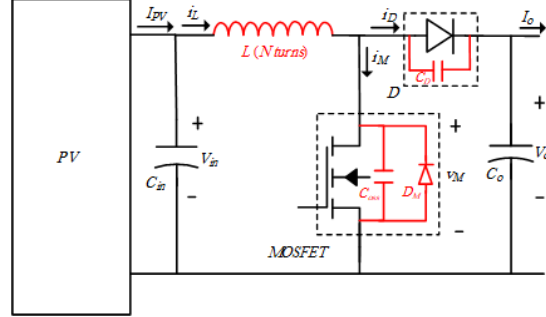 I_PV i_L i_D I_o
L (N turns) i_M C_D
D
+ + +
PV V_in C_in C_oss D_M v_M C_o V_o
− − −
MOSFET